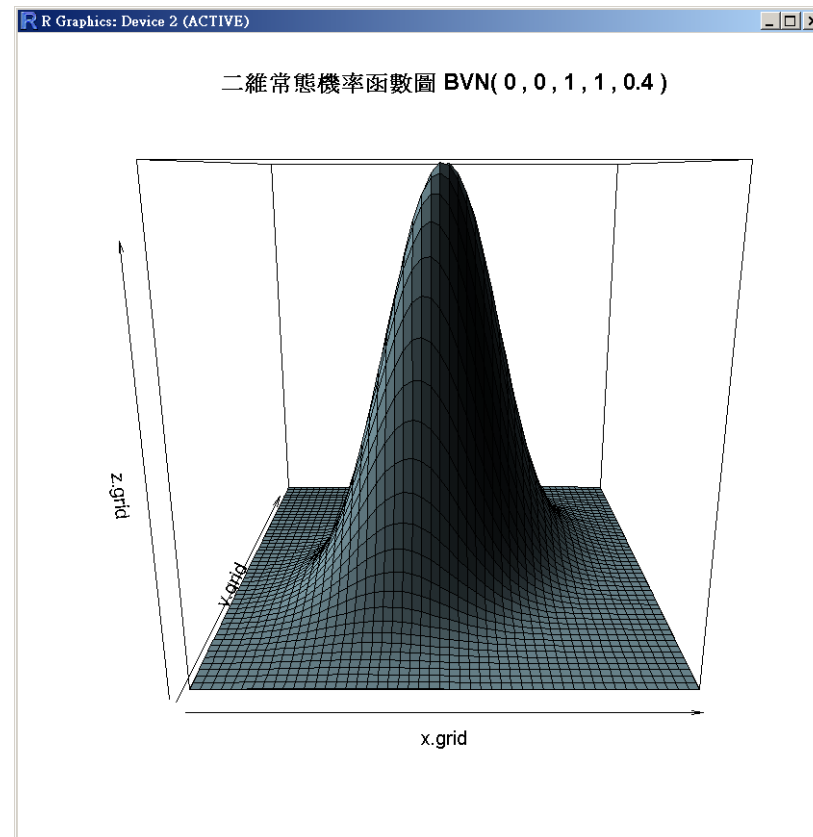 R Graphics: Device 2 (ACTIVE)
二維常態機率函數圖 BVN( 0 , 0 , 1 , 1 , 0.4 )
z.grid
y.grid
x.grid